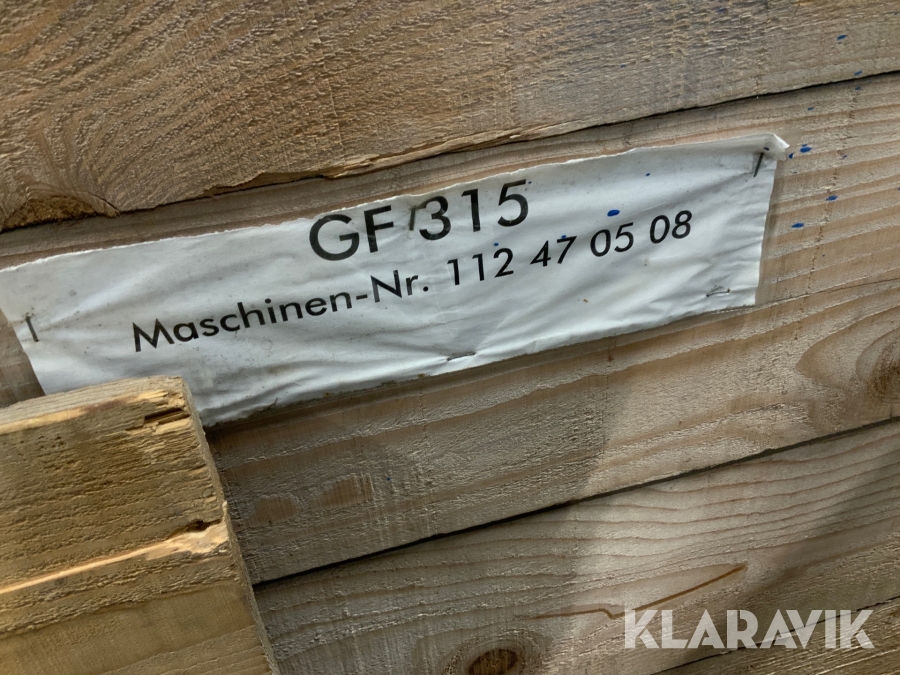 GF 315
Maschinen-Nr. 112 47 05 08
KLARAVIK